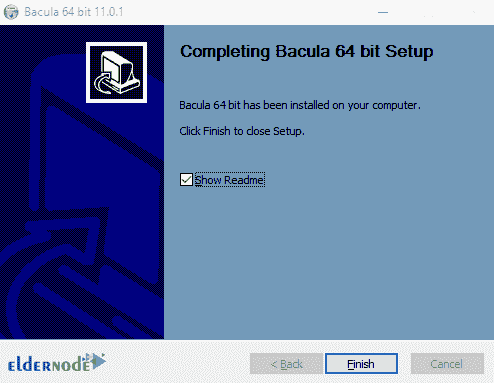 Bacula 64 bit 11.0.1
Completing Bacula 64 bit Setup
Bacula 64 bit has been installed on your computer.
Click Finish to close Setup.
Show Readme
elderNode
< Back
Finish
Cancel